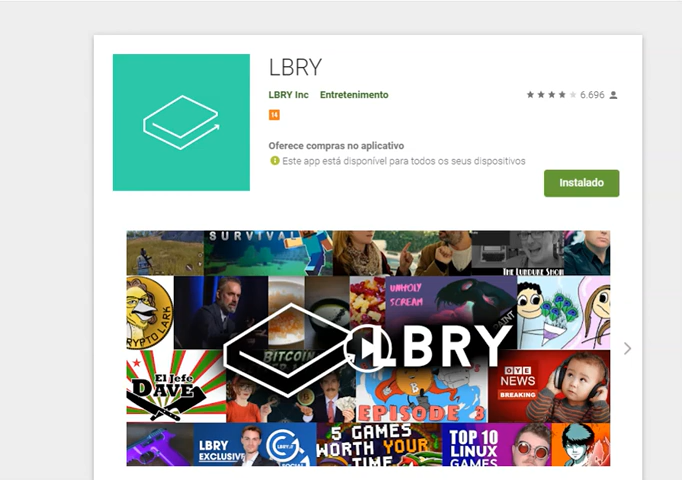 LBRY
LBRY Inc Entretenimento
6.696
14
Oferece compras no aplicativo
Este app está disponível para todos os seus dispositivos
Instalado
SURVIVAL
THE LUNDUKE SHOW
UNHOLY
SCREAM
CRYPTO LARK
PAINT
LBRY
BITCOIN
El Jefe
DAVE
OYE
NEWS
BREAKING
EPISODE 3
LBRY
EXCLUSIVE
SOCIAL
5 GAMES
WORTH YOUR
TIME
TOP 10
LINUX
GAMES